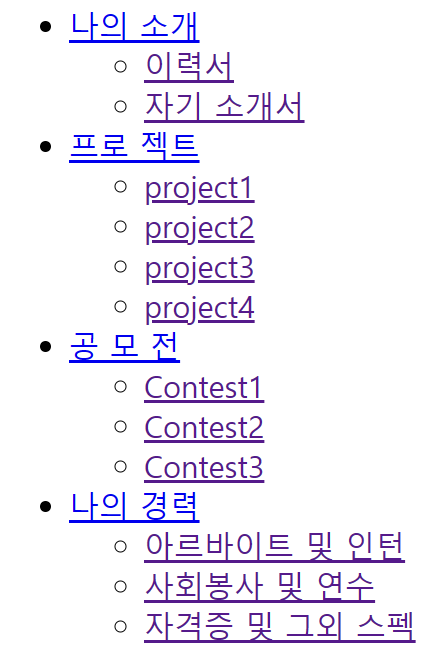 나의 소개
이력서
자기 소개서
프로 젝트
project1
project2
project3
project4
공 모 전
Contest1
Contest2
Contest3
나의 경력
아르바이트 및 인턴
사회봉사 및 연수
자격증 및 그외 스펙